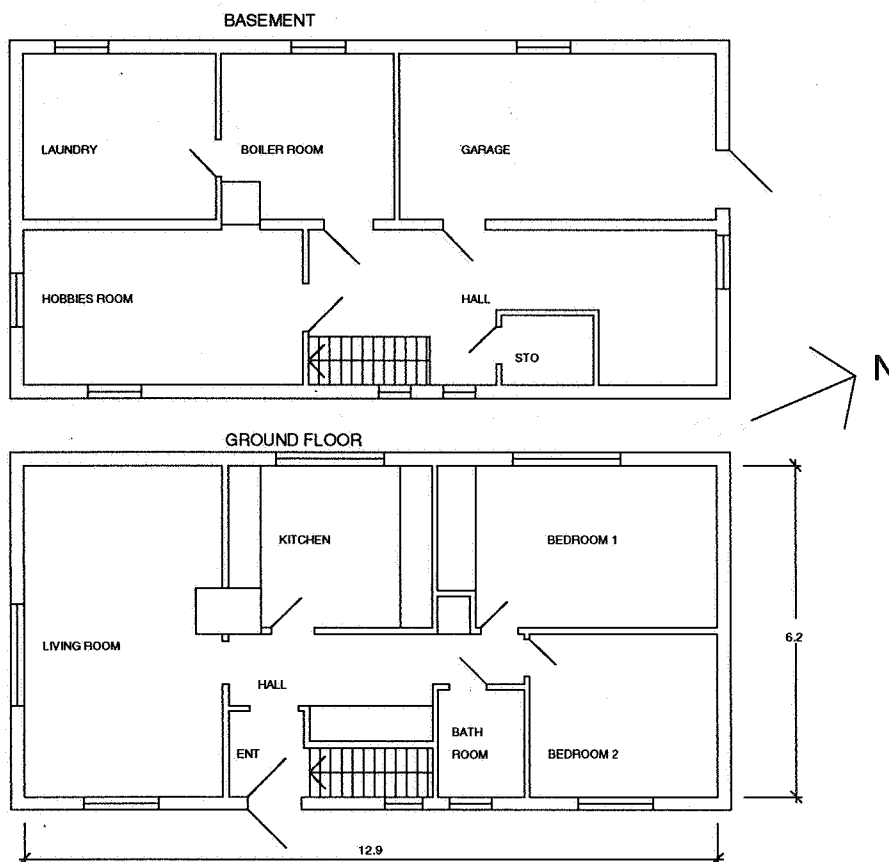 BASEMENT
LAUNDRY
BOILER ROOM
GARAGE
HOBBIES ROOM
HALL
STO
N
GROUND FLOOR
KITCHEN
BEDROOM 1
LIVING ROOM
6.2
HALL
BATH
ROOM
ENT
BEDROOM 2
12.9